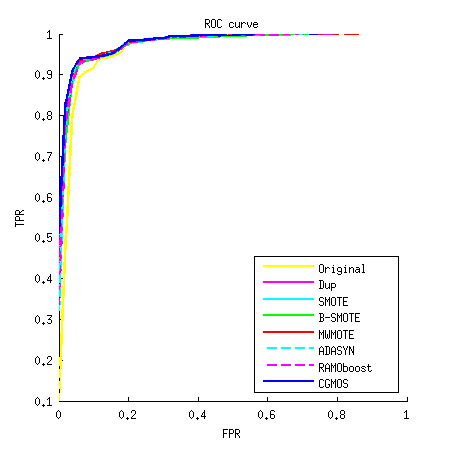 ROC curve
1
0.9
0.8
0.7
0.6
0.5
0.4
0.3
0.2
0.1
TPR
0
0.2
0.4
0.6
0.8
1
FPR
Original
Dup
SMOTE
B-SMOTE
MWMOTE
ADASYN
RAMOboost
CGMOS